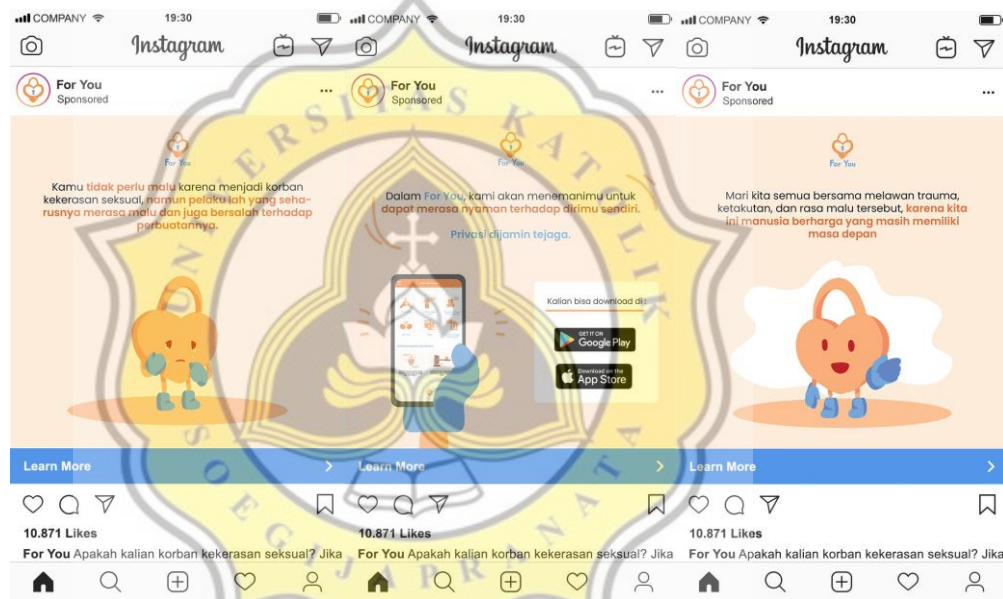 COMPANY 19:30
Instagram
For You
Sponsored
For You
Kamu tidak perlu malu karena menjadi korban
kekerasan seksual, namun pelaku lah yang seha-
rusnya merasa malu dan juga bersalah terhadap
perbuatannya.
Learn More
10.871 Likes
For You Apakah kalian korban kekerasan seksual? Jika
COMPANY 19:30
Instagram
For You
Sponsored
For You
Dalam For You, kami akan menemanimu untuk
dapat merasa nyaman terhadap dirimu sendiri.
Privasi dijamin tejaga.
Kalian bisa download di :
GET IT ON
Google Play
Download on the
App Store
Learn More
10.871 Likes
For You Apakah kalian korban kekerasan seksual? Jika
COMPANY 19:30
Instagram
For You
Sponsored
For You
Mari kita semua bersama melawan trauma,
ketakutan, dan rasa malu tersebut, karena kita
ini manusia berharga yang masih memiliki
masa depan
Learn More
10.871 Likes
For You Apakah kalian korban kekerasan seksual? Jika
UNIVERSITAS KATOLIK
SOEGIJAPRANATA